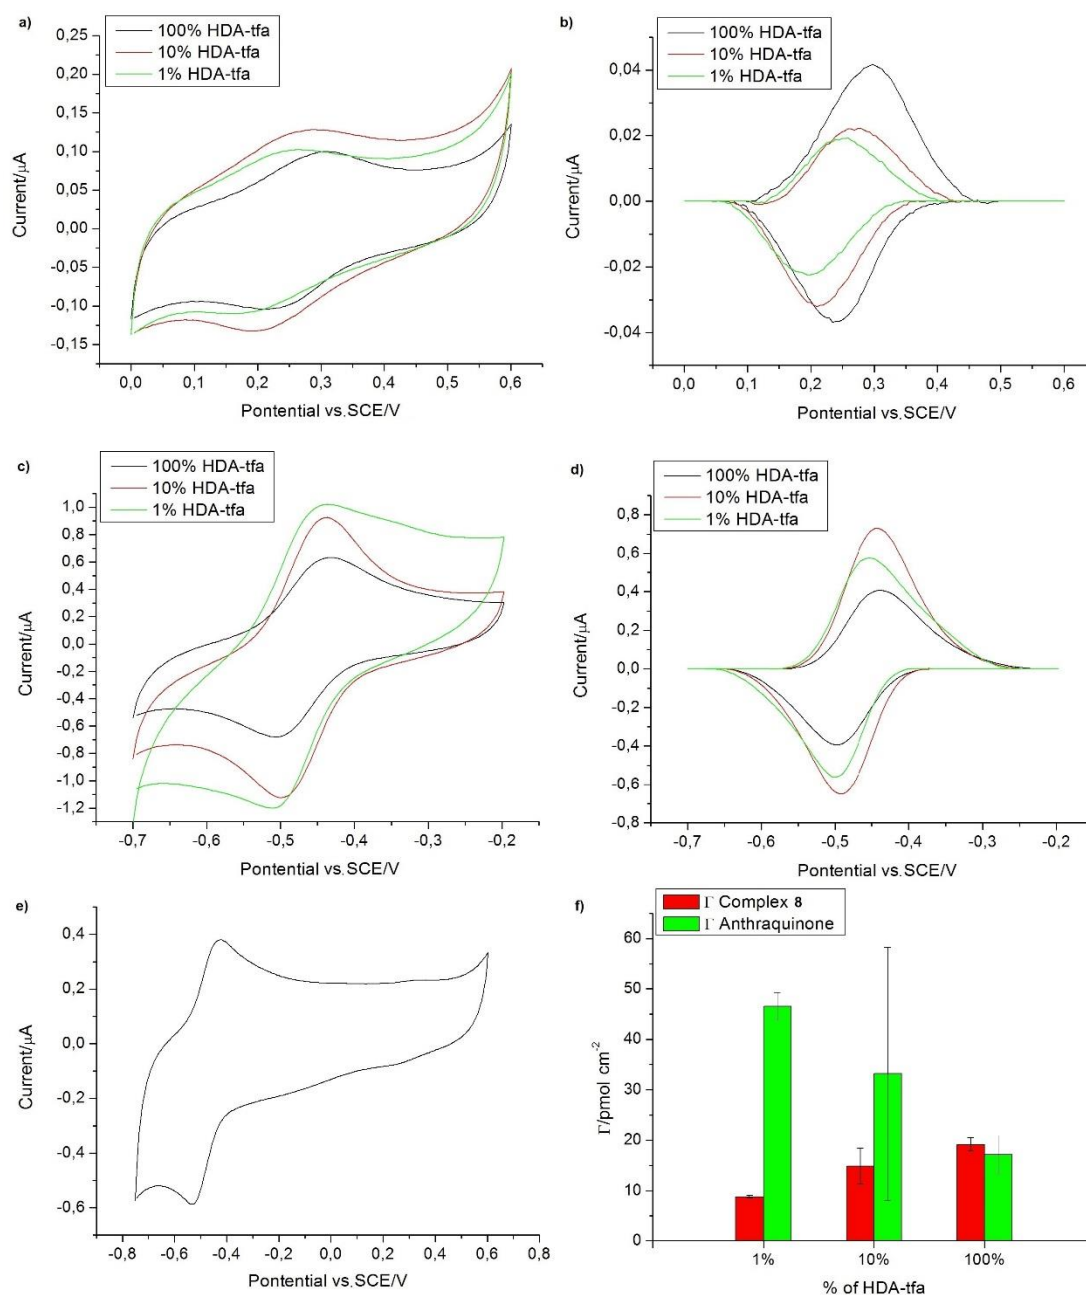 a)
100% HDA-tfa
10% HDA-tfa
1% HDA-tfa
0,25
0,20
0,15
0,10
0,05
0,00
-0,05
-0,10
-0,15
Current/μA
0,0 0,1 0,2 0,3 0,4 0,5 0,6
Pontential vs.SCE/V
b)
100% HDA-tfa
10% HDA-tfa
1% HDA-tfa
0,04
0,02
0,00
-0,02
-0,04
Current/μA
0,0 0,1 0,2 0,3 0,4 0,5 0,6
Pontential vs.SCE/V
c)
100% HDA-tfa
10% HDA-tfa
1% HDA-tfa
1,0
0,8
0,6
0,4
0,2
0,0
-0,2
-0,4
-0,6
-0,8
-1,0
-1,2
Current/μA
-0,7 -0,6 -0,5 -0,4 -0,3 -0,2
Pontential vs.SCE/V
d)
100% HDA-tfa
10% HDA-tfa
1% HDA-tfa
0,8
0,6
0,4
0,2
0,0
-0,2
-0,4
-0,6
-0,8
Current/μA
-0,7 -0,6 -0,5 -0,4 -0,3 -0,2
Pontential vs.SCE/V
e)
0,4
0,2
0,0
-0,2
-0,4
-0,6
Current/μA
-0,8 -0,6 -0,4 -0,2 0,0 0,2 0,4 0,6 0,8
Pontential vs.SCE/V
f)
Γ Complex 8
Γ Anthraquinone
60
50
40
30
20
10
0
Γ/pmol cm⁻²
1% 10% 100%
% of HDA-tfa